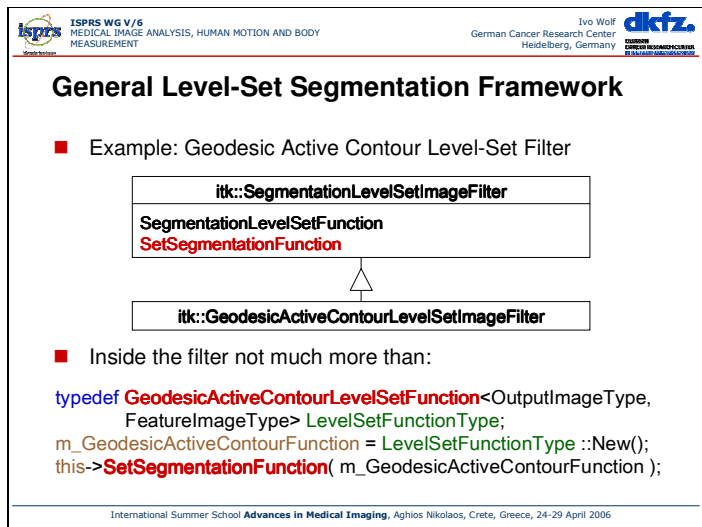 isprs
ISPRS WG V/6
MEDICAL IMAGE ANALYSIS, HUMAN MOTION AND BODY
MEASUREMENT
Ivo Wolf
German Cancer Research Center
Heidelberg, Germany
dkfz.
General Level-Set Segmentation Framework
Example: Geodesic Active Contour Level-Set Filter
itk::SegmentationLevelSetImageFilter
SegmentationLevelSetFunction
SetSegmentationFunction
itk::GeodesicActiveContourLevelSetImageFilter
Inside the filter not much more than:
typedef GeodesicActiveContourLevelSetFunction<OutputImageType,
FeatureImageType> LevelSetFunctionType;
m_GeodesicActiveContourFunction = LevelSetFunctionType ::New();
this->SetSegmentationFunction( m_GeodesicActiveContourFunction );
International Summer School Advances in Medical Imaging, Aghios Nikolaos, Crete, Greece, 24-29 April 2006